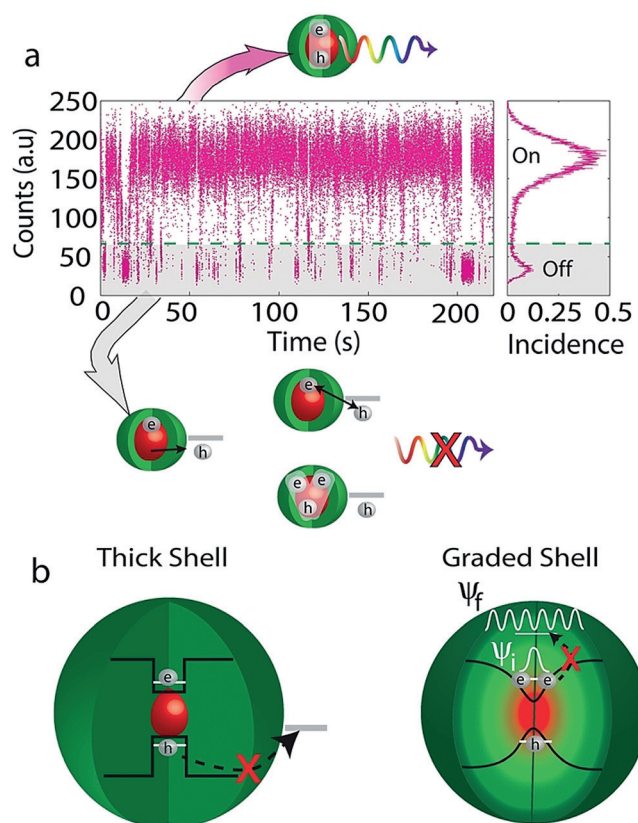 a
e
h
250
200
150
100
50
0
Counts (a.u)
On
Off
0 50 100 150 200
Time (s)
0 0.25 0.5
Incidence
e
h
e
h
e e
h h
X
b
Thick Shell
e
h
X
Graded Shell
Ψf
Ψi
e e
X
h